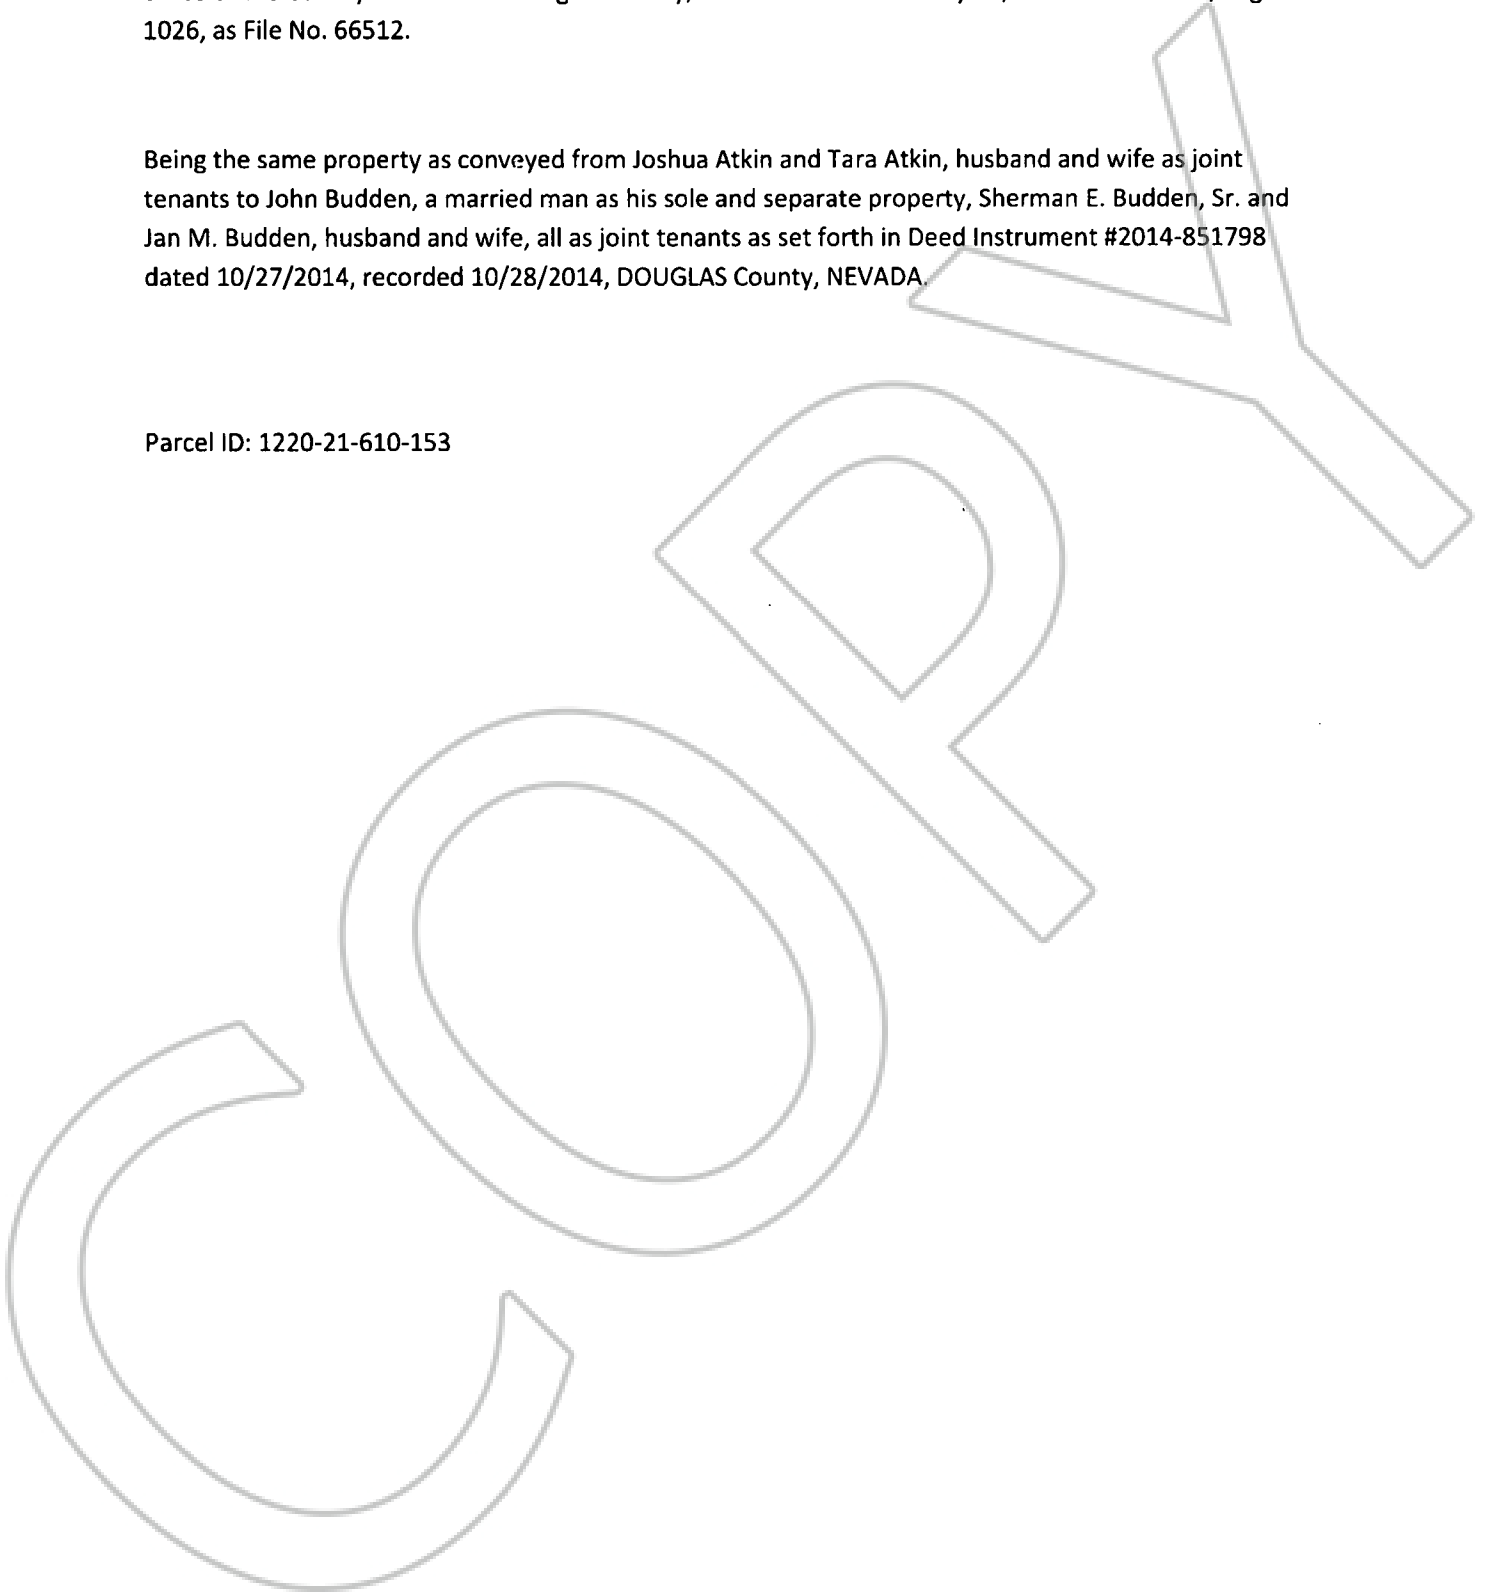 1026, as File No. 66512.
Being the same property as conveyed from Joshua Atkin and Tara Atkin, husband and wife as joint
tenants to John Budden, a married man as his sole and separate property, Sherman E. Budden, Sr. and
Jan M. Budden, husband and wife, all as joint tenants as set forth in Deed Instrument #2014-851798
dated 10/27/2014, recorded 10/28/2014, DOUGLAS County, NEVADA.
Parcel ID: 1220-21-610-153
COPY